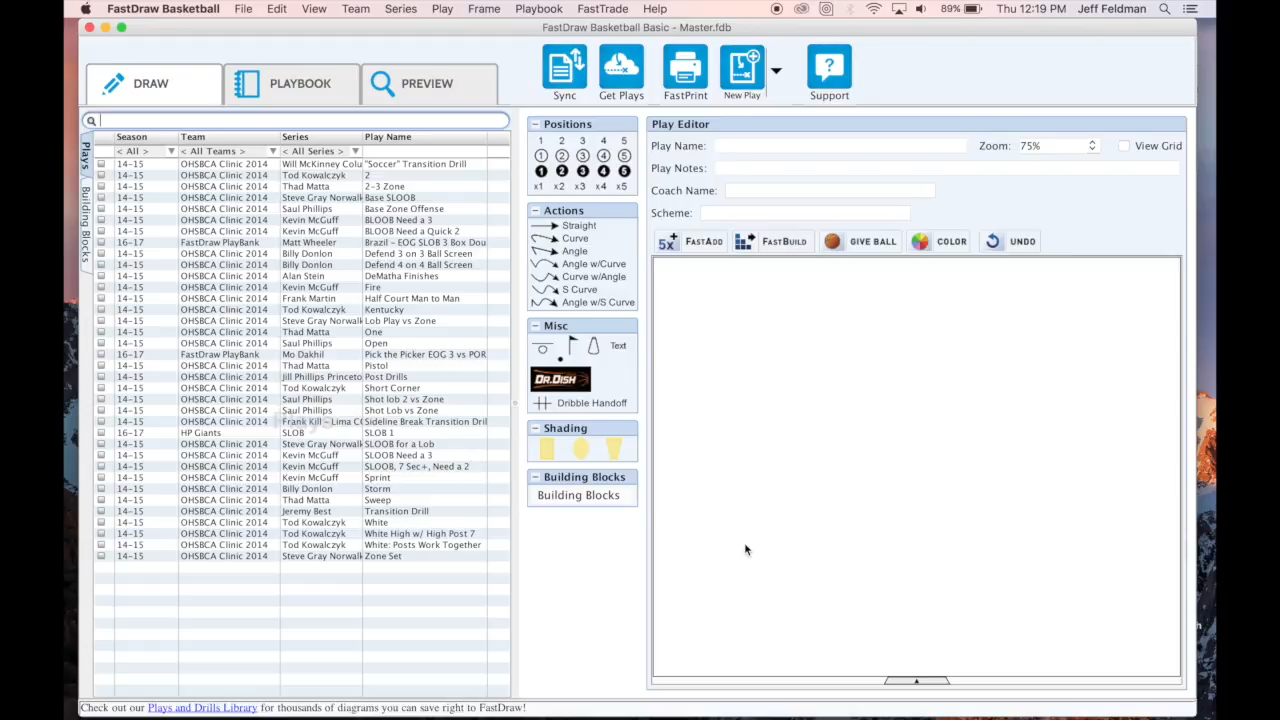 FastDraw Basketball File Edit View Team Series Play Frame Playbook FastTrade Help 89% Thu 12:19 PM Jeff Feldman
FastDraw Basketball Basic - Master.fdb
DRAW PLAYBOOK PREVIEW
Sync Get Plays FastPrint New Play Support
Season Team Series Play Name
< All > < All Teams > < All Series >
14-15 OHSBCA Clinic 2014 Will McKinney Colu "Soccer" Transition Drill
14-15 OHSBCA Clinic 2014 Tod Kowalczyk 2
14-15 OHSBCA Clinic 2014 Thad Matta 2-3 Zone
14-15 OHSBCA Clinic 2014 Steve Gray Norwalk Base SLOOB
14-15 OHSBCA Clinic 2014 Saul Phillips Base Zone Offense
14-15 OHSBCA Clinic 2014 Kevin McGuff BLOOB Need a 3
14-15 OHSBCA Clinic 2014 Kevin McGuff BLOOB Need a Quick 2
16-17 FastDraw PlayBank Matt Wheeler Brazil - EOG SLOB 3 Box Dou
14-15 OHSBCA Clinic 2014 Billy Donlon Defend 3 on 3 Ball Screen
14-15 OHSBCA Clinic 2014 Billy Donlon Defend 4 on 4 Ball Screen
14-15 OHSBCA Clinic 2014 Alan Stein DeMatha Finishes
14-15 OHSBCA Clinic 2014 Kevin McGuff Fire
14-15 OHSBCA Clinic 2014 Frank Martin Half Court Man to Man
14-15 OHSBCA Clinic 2014 Tod Kowalczyk Kentucky
14-15 OHSBCA Clinic 2014 Steve Gray Norwalk Lob Play vs Zone
14-15 OHSBCA Clinic 2014 Thad Matta One
14-15 OHSBCA Clinic 2014 Saul Phillips Open
16-17 FastDraw PlayBank Mo Dakhil Pick the Picker EOG 3 vs POR
14-15 OHSBCA Clinic 2014 Thad Matta Pistol
14-15 OHSBCA Clinic 2014 Jill Phillips Princeto Post Drills
14-15 OHSBCA Clinic 2014 Tod Kowalczyk Short Corner
14-15 OHSBCA Clinic 2014 Saul Phillips Shot lob 2 vs Zone
14-15 OHSBCA Clinic 2014 Saul Phillips Shot Lob vs Zone
14-15 OHSBCA Clinic 2014 Frank Lima CC Sideline Break Transition Dril
16-17 HP Giants SLOB SLOB 1
14-15 OHSBCA Clinic 2014 Steve Gray Norwalk SLOOB for a Lob
14-15 OHSBCA Clinic 2014 Kevin McGuff SLOOB Need a 3
14-15 OHSBCA Clinic 2014 Kevin McGuff SLOOB, 7 Sec+, Need a 2
14-15 OHSBCA Clinic 2014 Kevin McGuff Sprint
14-15 OHSBCA Clinic 2014 Billy Donlon Storm
14-15 OHSBCA Clinic 2014 Thad Matta Sweep
14-15 OHSBCA Clinic 2014 Jeremy Best Transition Drill
14-15 OHSBCA Clinic 2014 Tod Kowalczyk White
14-15 OHSBCA Clinic 2014 Tod Kowalczyk White High w/ High Post 7
14-15 OHSBCA Clinic 2014 Tod Kowalczyk White: Posts Work Together
14-15 OHSBCA Clinic 2014 Steve Gray Norwalk Zone Set
Plays
Building Blocks
Positions
1 2 3 4 5
1 2 3 4 5
1 2 3 4 5
x1 x2 x3 x4 x5
Actions
Straight
Curve
Angle
Angle w/Curve
Curve w/Angle
S Curve
Angle w/S Curve
Misc
Text
DR.DISH
Dribble Handoff
Shading
Building Blocks
Building Blocks
Play Editor
Play Name: Zoom: 75% View Grid
Play Notes:
Coach Name:
Scheme:
5x+ FASTADD FASTBUILD GIVE BALL COLOR UNDO
Check out our Plays and Drills Library for thousands of diagrams you can save right to FastDraw!